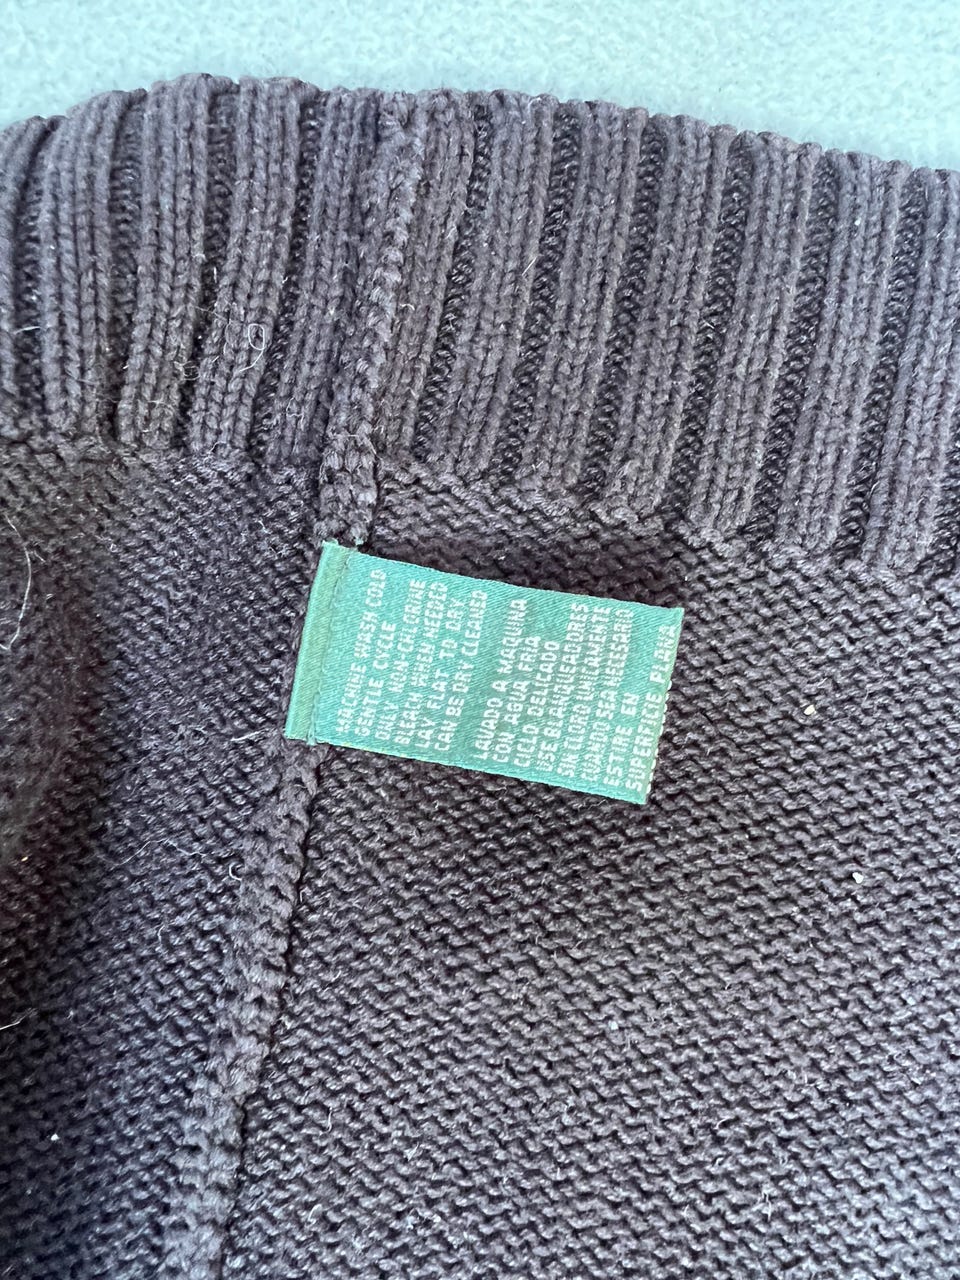 MACHINE WASH COLD
GENTLE CYCLE
ONLY NON-CHLORINE
BLEACH WHEN NEEDED
LAY FLAT TO DRY
CAN BE DRY CLEANED
LAVADO A MAQUINA
CON AGUA FRIA
CICLO DELICADO
USE BLANQUEADORES
SIN CLORO UNICAMENTE
CUANDO SEA NECESARIO
ESTIRE EN
SUPERFICIE PLANA